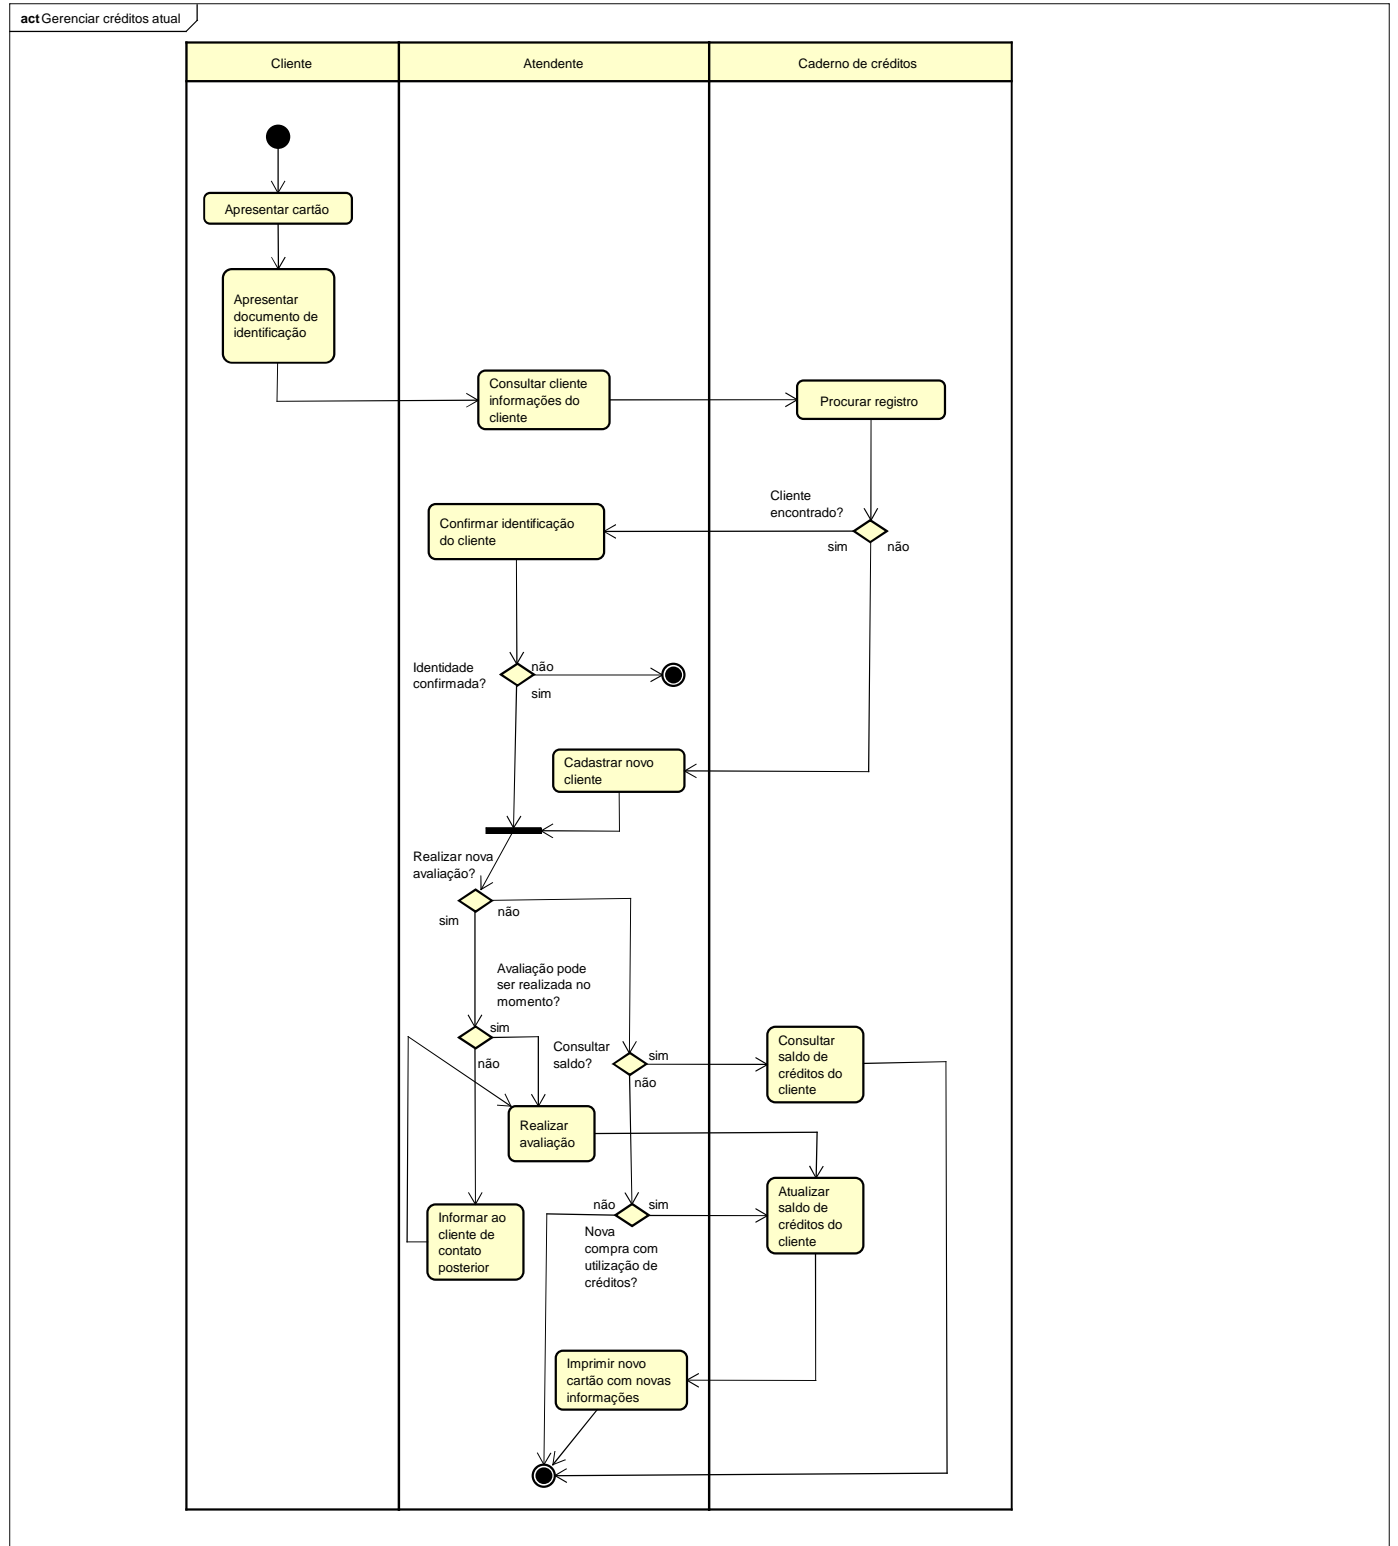 act Gerenciar créditos atual
Cliente
Atendente
Caderno de créditos
Apresentar cartão
Apresentar
documento de
identificação
Consultar cliente
informações do
cliente
Procurar registro
Cliente
encontrado?
sim
não
Confirmar identificação
do cliente
Identidade
confirmada?
não
sim
Cadastrar novo
cliente
Realizar nova
avaliação?
sim
não
Avaliação pode
ser realizada no
momento?
sim
não
Consultar
saldo?
sim
não
Consultar
saldo de
créditos do
cliente
Realizar
avaliação
Atualizar
saldo de
créditos do
cliente
não
sim
Nova
compra com
utilização de
créditos?
Informar ao
cliente de
contato
posterior
Imprimir novo
cartão com novas
informações